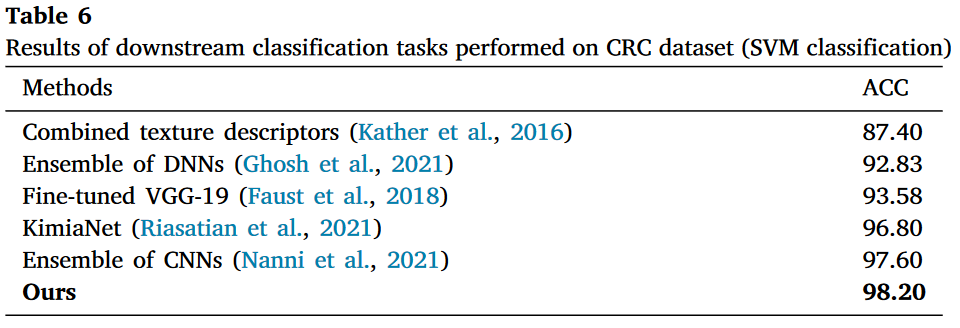 Table 6
Results of downstream classification tasks performed on CRC dataset (SVM classification)
Methods ACC
Combined texture descriptors (Kather et al., 2016) 87.40
Ensemble of DNNs (Ghosh et al., 2021) 92.83
Fine-tuned VGG-19 (Faust et al., 2018) 93.58
KimiaNet (Riasatian et al., 2021) 96.80
Ensemble of CNNs (Nanni et al., 2021) 97.60
Ours 98.20